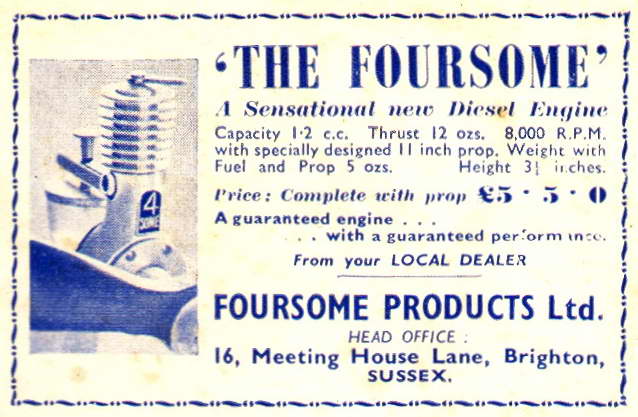 'THE FOURSOME'
A Sensational new Diesel Engine
Capacity 1·2 c.c. Thrust 12 ozs. 8,000 R.P.M.
with specially designed 11 inch prop. Weight with
Fuel and Prop 5 ozs. Height 3½ inches.
Price: Complete with prop £5 · 5 · 0
A guaranteed engine . . .
. . with a guaranteed performance.
From your LOCAL DEALER
FOURSOME PRODUCTS Ltd.
HEAD OFFICE :
16, Meeting House Lane, Brighton,
SUSSEX.
4
SOME